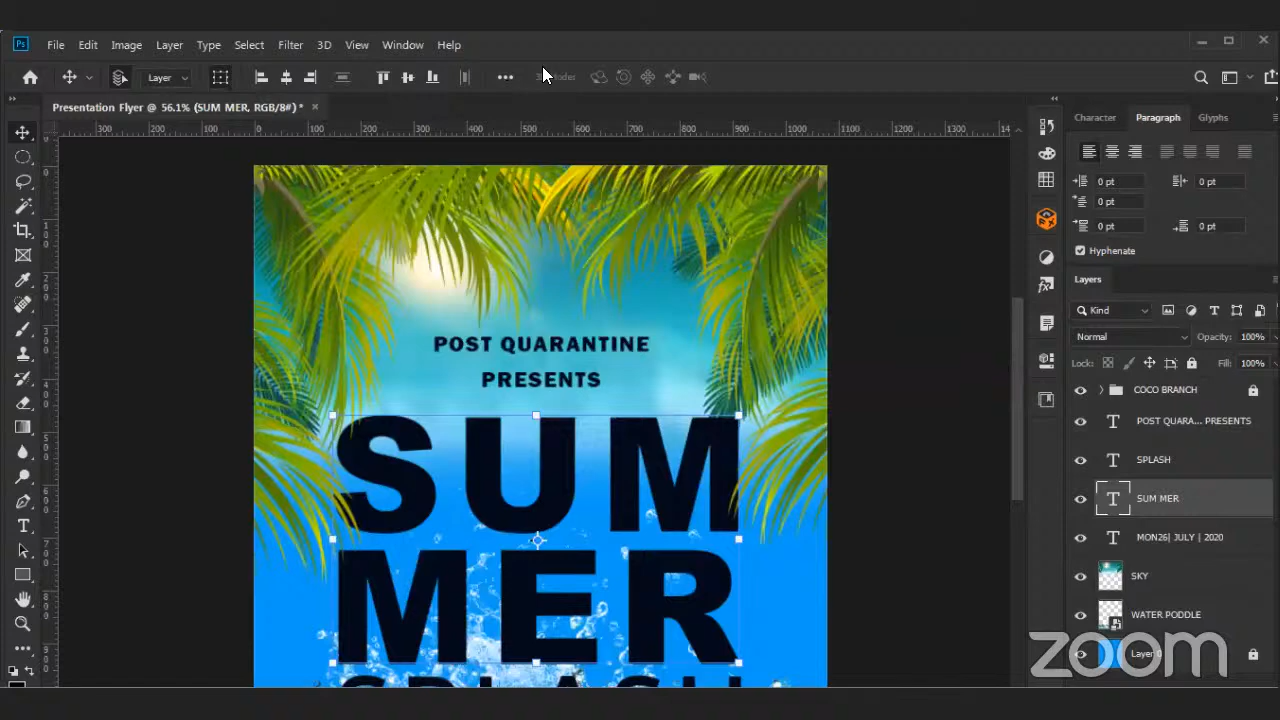 Ps File Edit Image Layer Type Select Filter 3D View Window Help
Layer
Presentation Flyer @ 56.1% (SUM MER, RGB/8#) * ×
300 200 100 0 100 200 300 400 500 600 700 800 900 1000 1100 1200 1300
Character Paragraph Glyphs
0 pt 0 pt
0 pt
0 pt 0 pt
Hyphenate
Layers
Kind
Normal Opacity: 100%
Lock: Fill: 100%
COCO BRANCH
POST QUARA... PRESENTS
SPLASH
SUM MER
MON26| JULY | 2020
SKY
WATER PODDLE
Layer 0
POST QUARANTINE
PRESENTS
SUM
MER
SPLASH
zoom